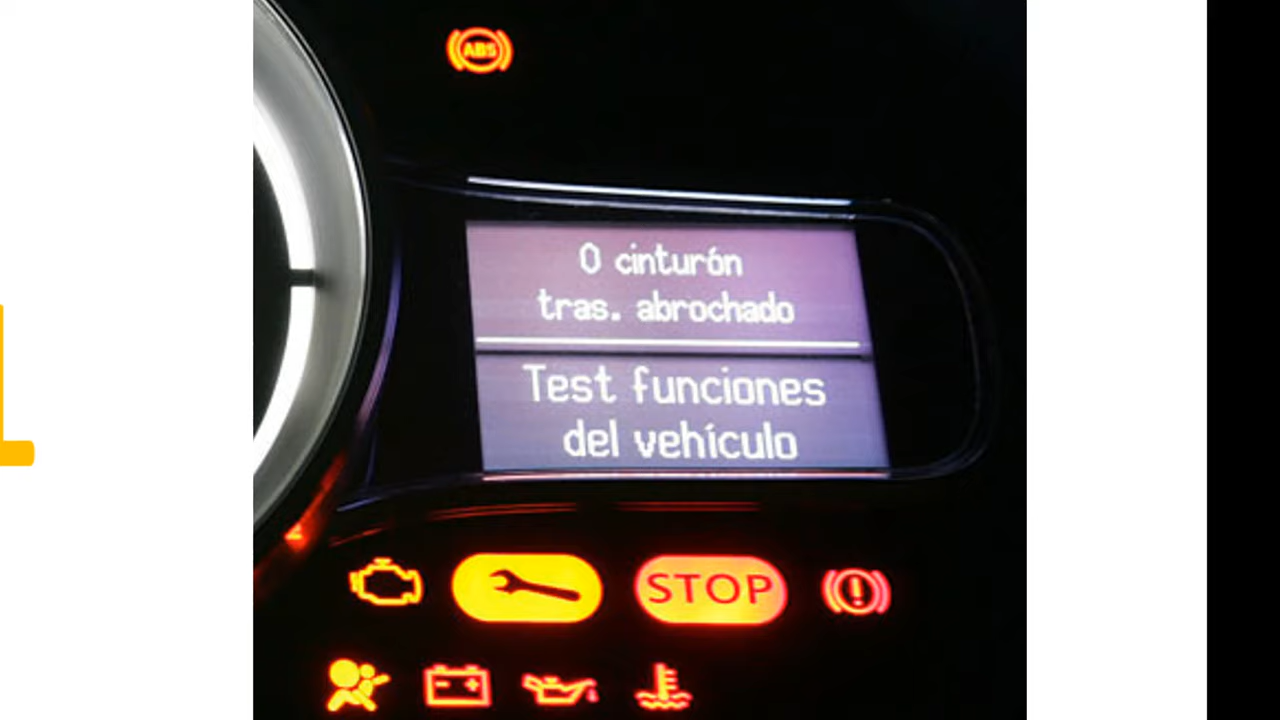 ABS
0 cinturón
tras. abrochado
Test funciones
del vehículo
STOP